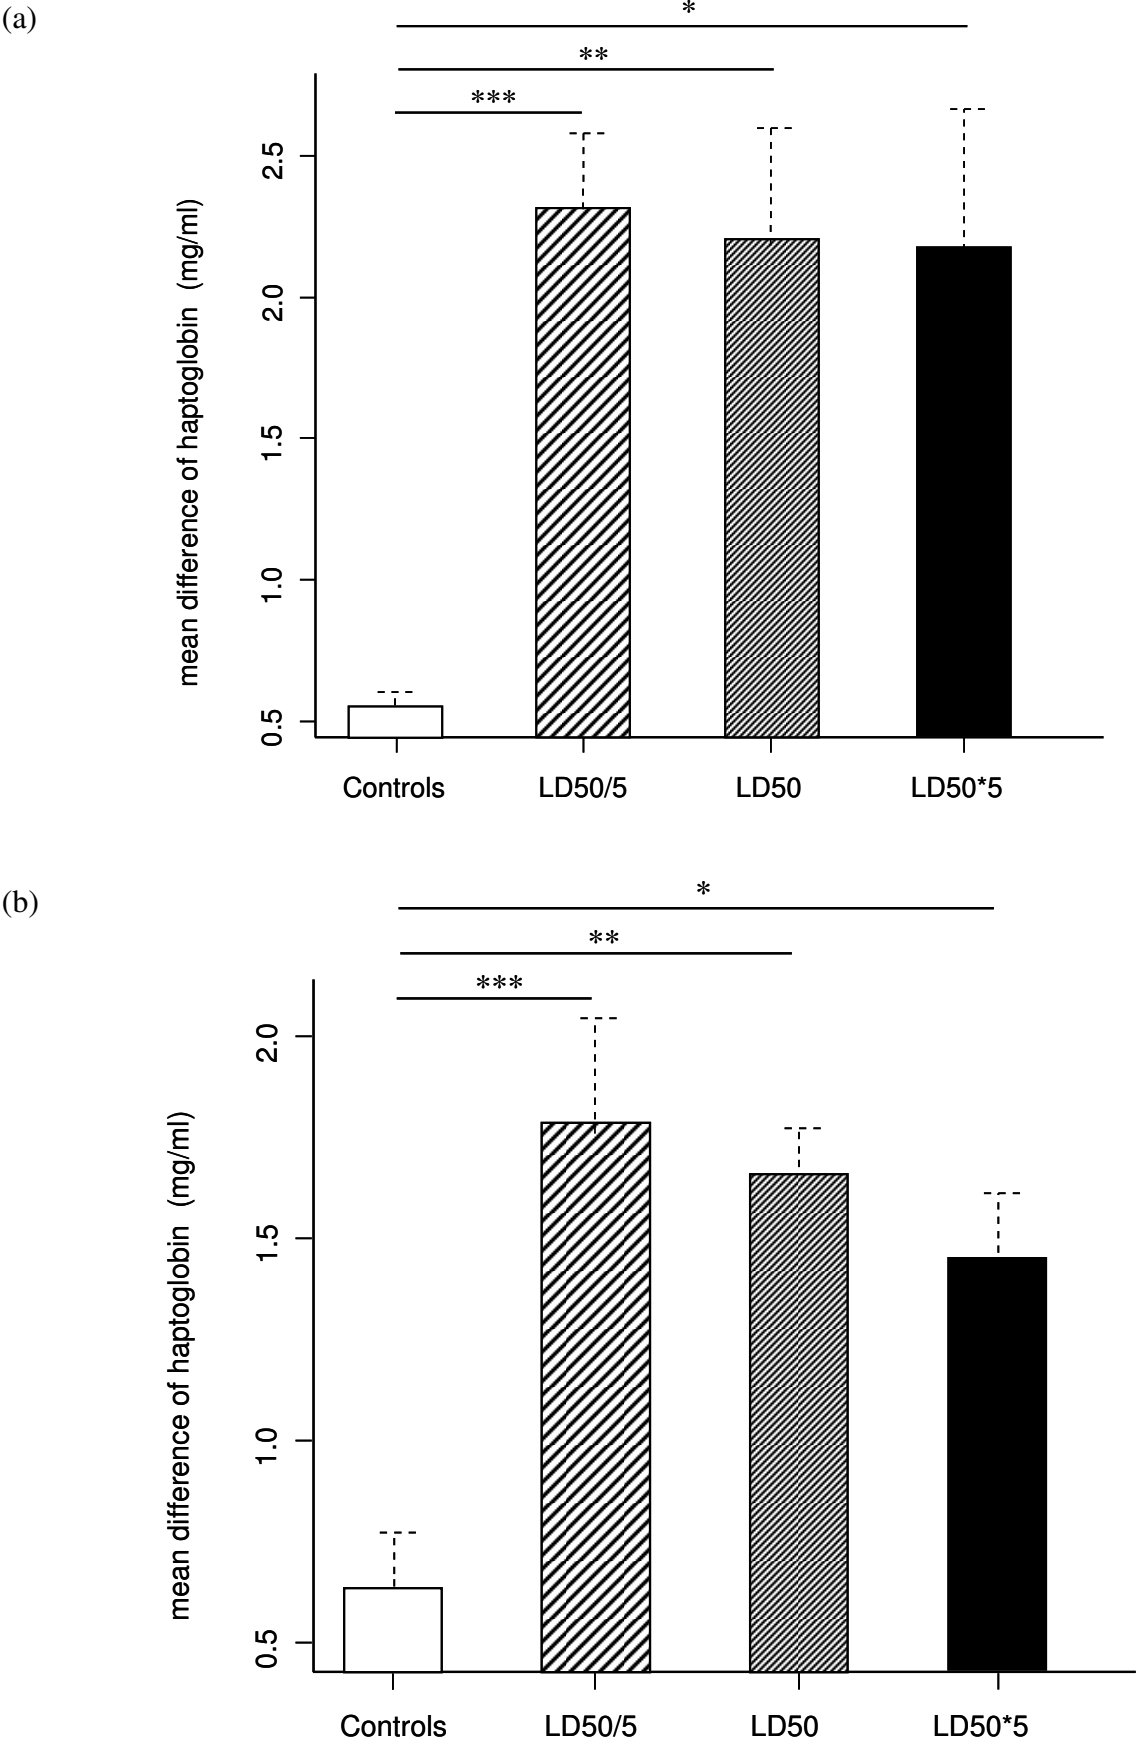 (a)
*
**
***
mean difference of haptoglobin (mg/ml)
2.5
2.0
1.5
1.0
0.5
Controls LD50/5 LD50 LD50*5
(b)
*
**
***
mean difference of haptoglobin (mg/ml)
2.0
1.5
1.0
0.5
Controls LD50/5 LD50 LD50*5